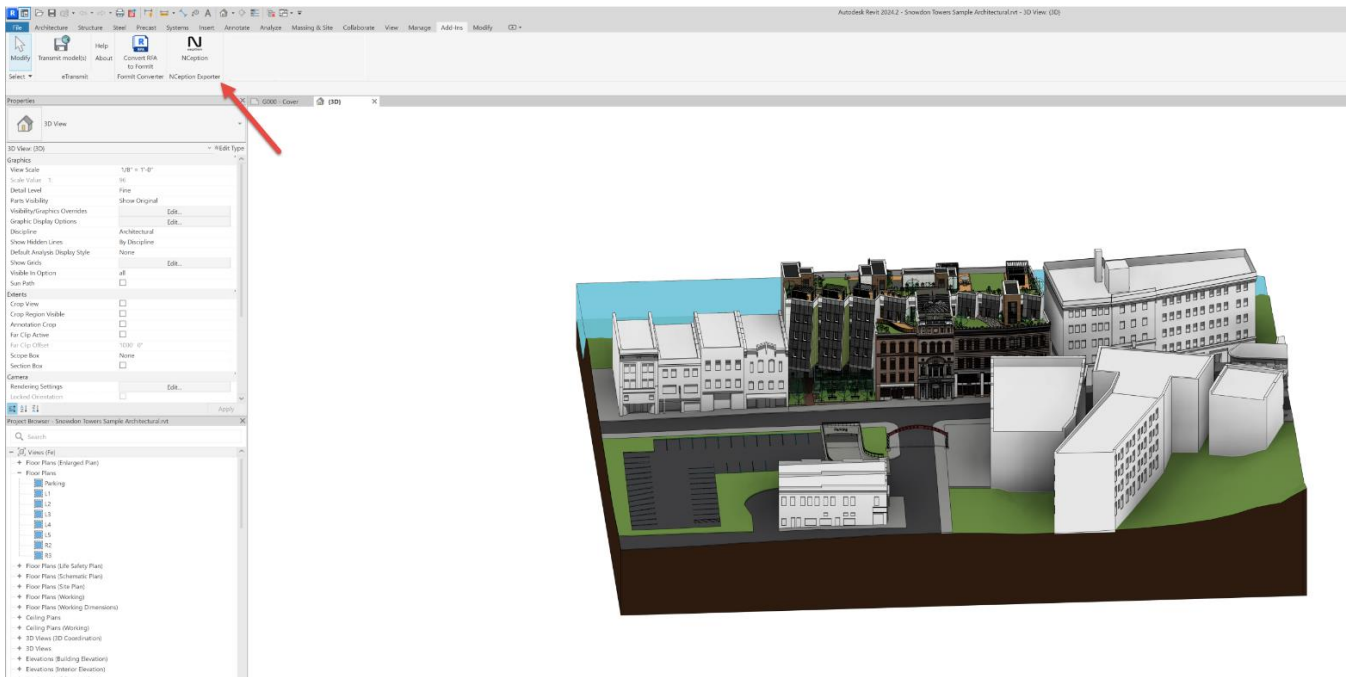 Autodesk Revit 2024.2 - Snowdon Towers Sample Architectural.rvt - 3D View: {3D}
File Architecture Structure Steel Precast Systems Insert Annotate Analyze Massing & Site Collaborate View Manage Add-Ins Modify
Modify Transmit model(s) Help About Convert RFA to FormIt NCeption
Select eTransmit FormIt Converter NCeption Exporter
Properties
G000 - Cover {3D}
3D View
3D View: {3D} Edit Type
Graphics
View Scale 1/8" = 1'-0"
Scale Value 1: 96
Detail Level Fine
Parts Visibility Show Original
Visibility/Graphics Overrides Edit...
Graphic Display Options Edit...
Discipline Architectural
Show Hidden Lines By Discipline
Default Analysis Display Style None
Show Grids Edit...
Visible In Option all
Sun Path
Extents
Crop View
Crop Region Visible
Annotation Crop
Far Clip Active
Far Clip Offset
Scope Box None
Section Box
Camera
Rendering Settings Edit...
Locked Orientation
Apply
Project Browser - Snowdon Towers Sample Architectural.rvt
Search
Views (Fe)
Floor Plans (Enlarged Plan)
Floor Plans
Parking
L1
L2
L3
L4
L5
R2
R3
Floor Plans (Life Safety Plan)
Floor Plans (Schematic Plan)
Floor Plans (Site Plan)
Floor Plans (Working)
Floor Plans (Working Dimensions)
Ceiling Plans
Ceiling Plans (Working)
3D Views (3D Coordination)
3D Views
Elevations (Building Elevation)
Elevations (Interior Elevation)